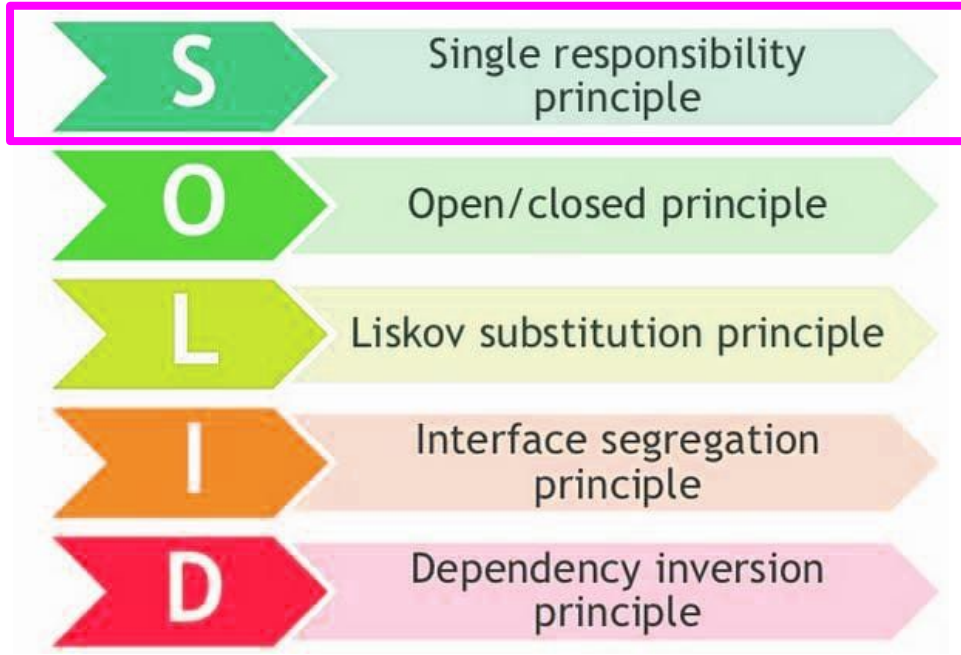 S
Single responsibility
principle
O
Open/closed principle
L
Liskov substitution principle
I
Interface segregation
principle
D
Dependency inversion
principle